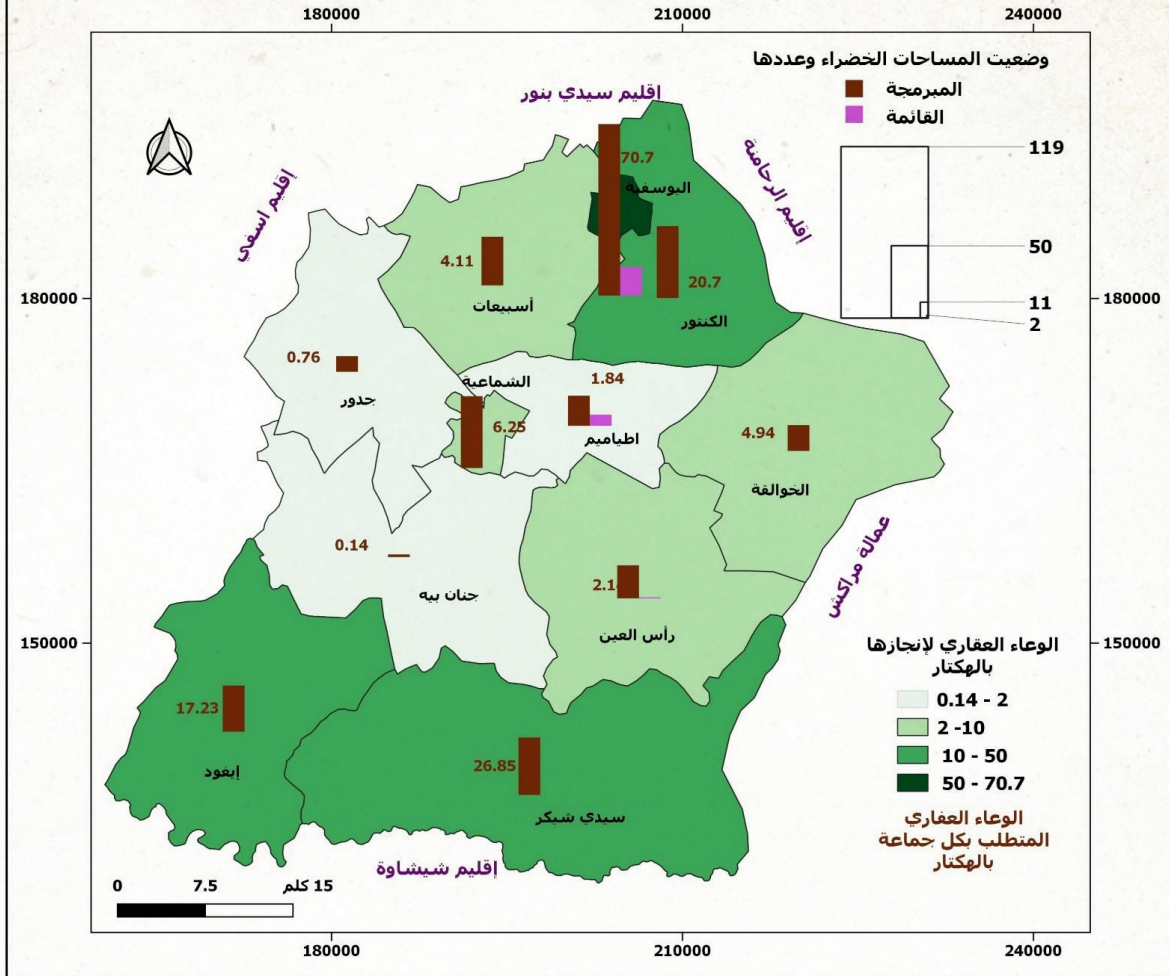 180000
210000
240000
وضعيت المساحات الخضراء وعددها
المبرمجة
القائمة
119
50
11
2
إقليم سيدي بنور
إقليم الرحامنة
إقليم اسفي
70.7
اليوسفية
4.11
أسبيعات
20.7
الكنتور
180000
180000
0.76
جدور
الشماعية
6.25
1.84
اطياميم
4.94
الخوالقة
عمالة مراكش
0.14
جنان بيه
2.1
رأس العين
150000
150000
17.23
إيغود
26.85
سيدي شيكر
إقليم شيشاوة
الوعاء العقاري لإنجازها
بالهكتار
0.14 - 2
2 -10
10 - 50
50 - 70.7
الوعاء العقاري
المتطلب بكل جماعة
بالهكتار
0
7.5
15 كلم
180000
210000
240000